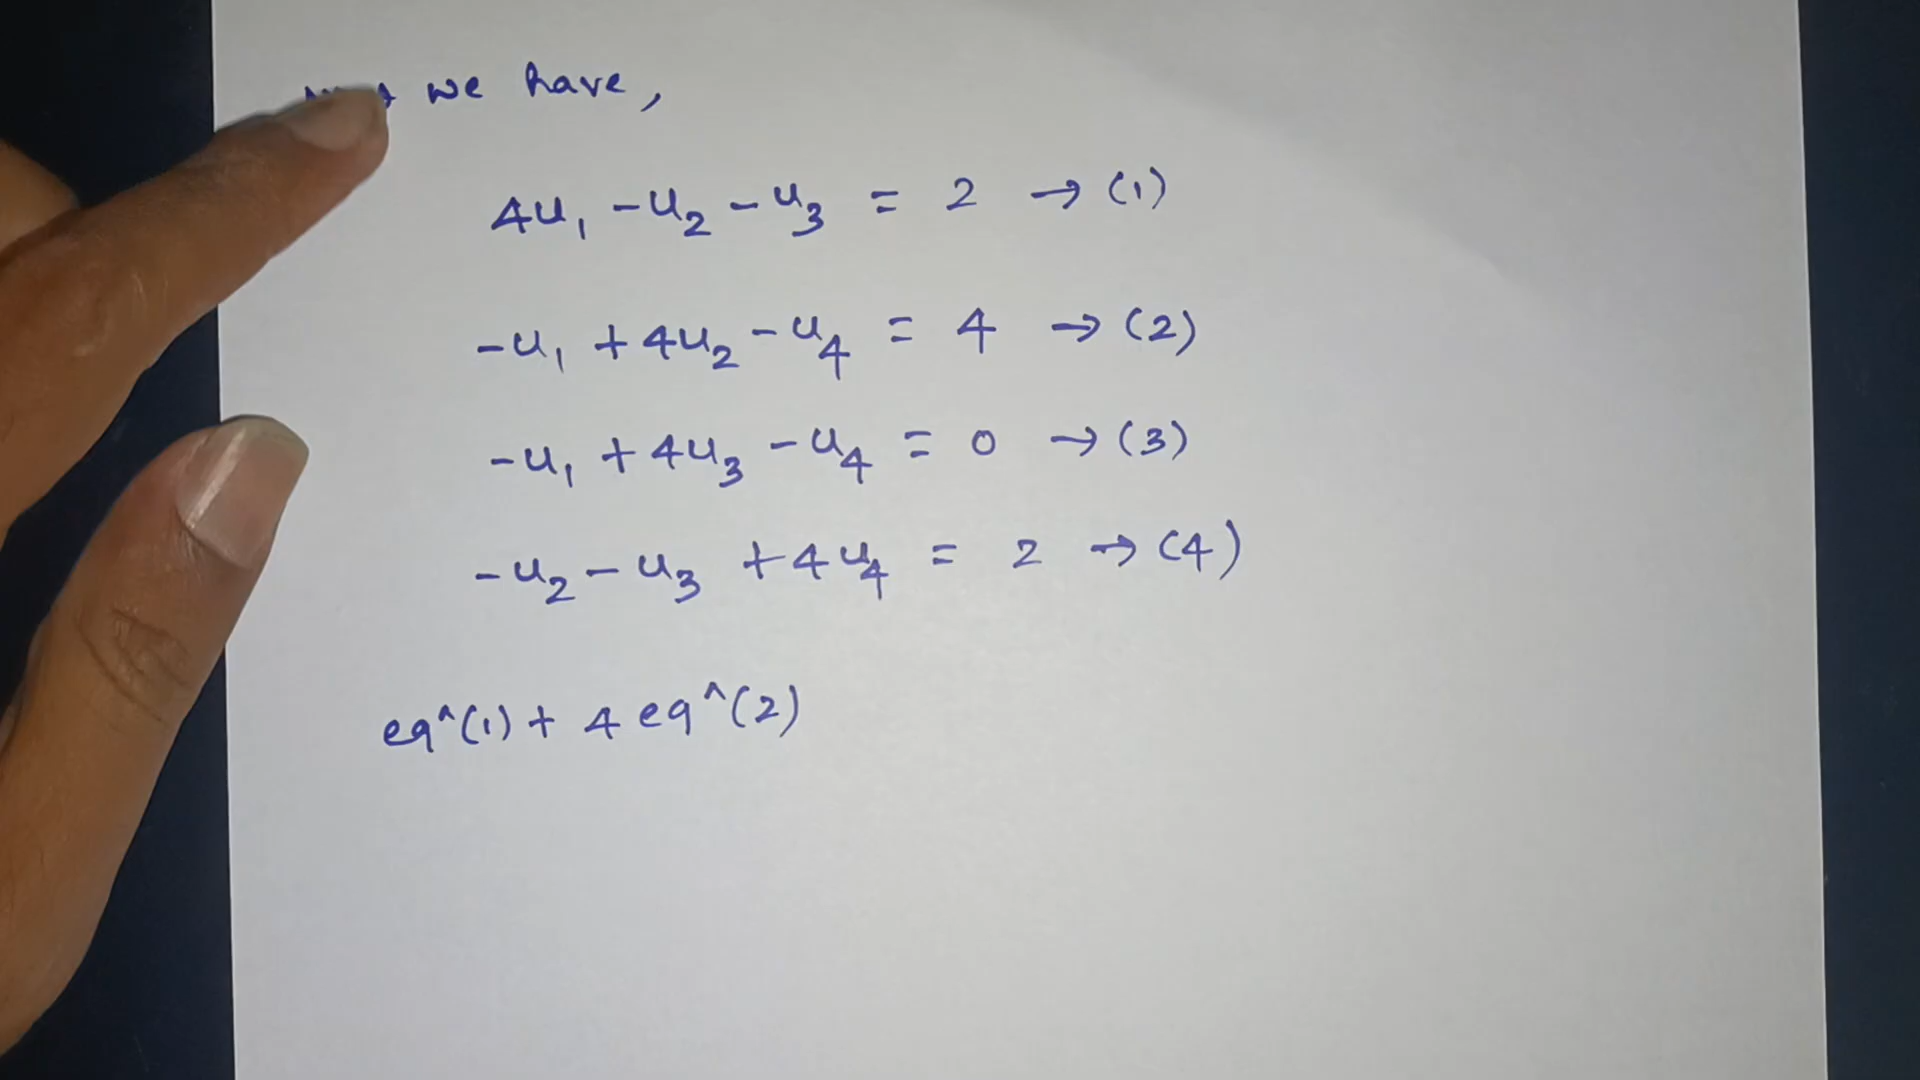 we have,
4u₁ - u₂ - u₃ = 2 → (1)
-u₁ + 4u₂ - u₄ = 4 → (2)
-u₁ + 4u₃ - u₄ = 0 → (3)
-u₂ - u₃ + 4u₄ = 2 → (4)
eq^(1) + 4 eq^(2)